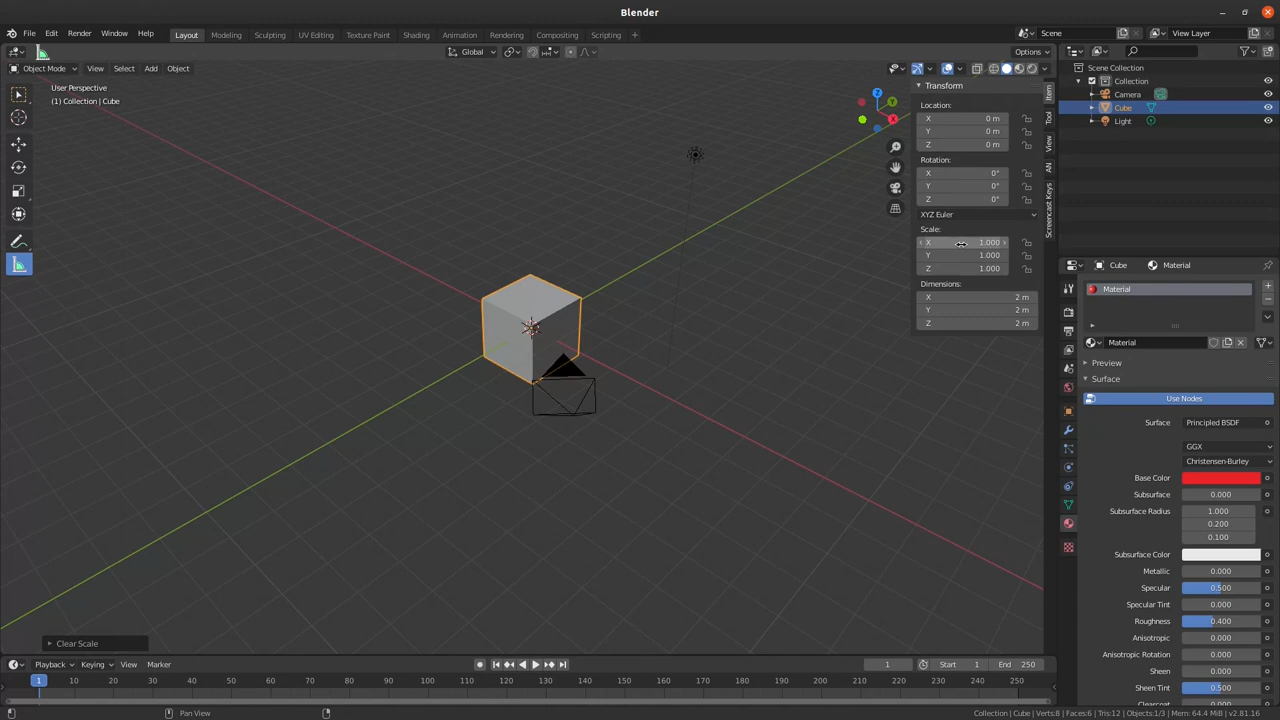 Blender
File Edit Render Window Help Layout Modeling Sculpting UV Editing Texture Paint Shading Animation Rendering Compositing Scripting + Scene View Layer
Global Options
Object Mode View Select Add Object
User Perspective
(1) Collection | Cube
Z
Y
X
Transform
Location:
X 0 m
Y 0 m
Z 0 m
Rotation:
X 0°
Y 0°
Z 0°
XYZ Euler
Scale:
X 1.000
Y 1.000
Z 1.000
Dimensions:
X 2 m
Y 2 m
Z 2 m
Item
Tool
View
AN
Screencast Keys
Scene Collection
Collection
Camera
Cube
Light
Cube Material
Material
Material
Preview
Surface
Use Nodes
Surface Principled BSDF
GGX
Christensen-Burley
Base Color
Subsurface 0.000
Subsurface Radius 1.000
0.200
0.100
Subsurface Color
Metallic 0.000
Specular 0.500
Specular Tint 0.000
Roughness 0.400
Anisotropic 0.000
Anisotropic Rotation 0.000
Sheen 0.000
Sheen Tint 0.500
Clearcoat 0.000
Clear Scale
Playback Keying View Marker 1 Start 1 End 250
1 10 20 30 40 50 60 70 80 90 100 110 120 130 140 150 160 170 180 190 200 210 220 230 240 250
Pan View Collection | Cube | Verts:8 | Faces:6 | Tris:12 | Objects:1/3 | Mem: 64.4 MiB | v2.81.16